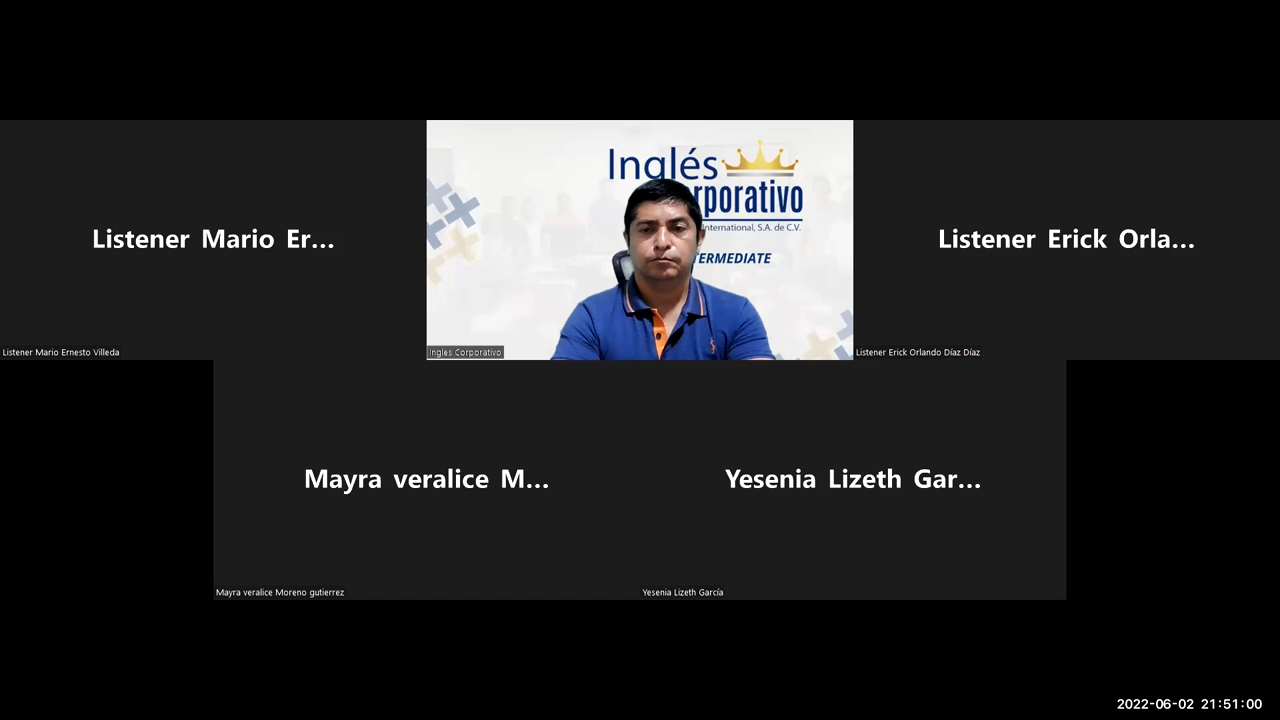 Listener Mario Er...
Listener Mario Ernesto Villeda
Inglés
rporativo
International, S.A. de C.V.
TERMEDIATE
Ingles Corporativo
Listener Erick Orla...
Listener Erick Orlando Díaz Díaz
Mayra veralice M...
Mayra veralice Moreno gutierrez
Yesenia Lizeth Gar...
Yesenia Lizeth García
2022-06-02 21:51:00